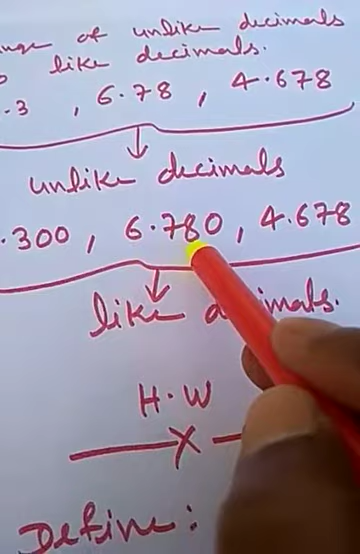 of unlike decimals
like decimals.
.3 , 6.78 , 4.678
unlike decimals
.300 , 6.780 , 4.678
like decimals.
H.W
Define: